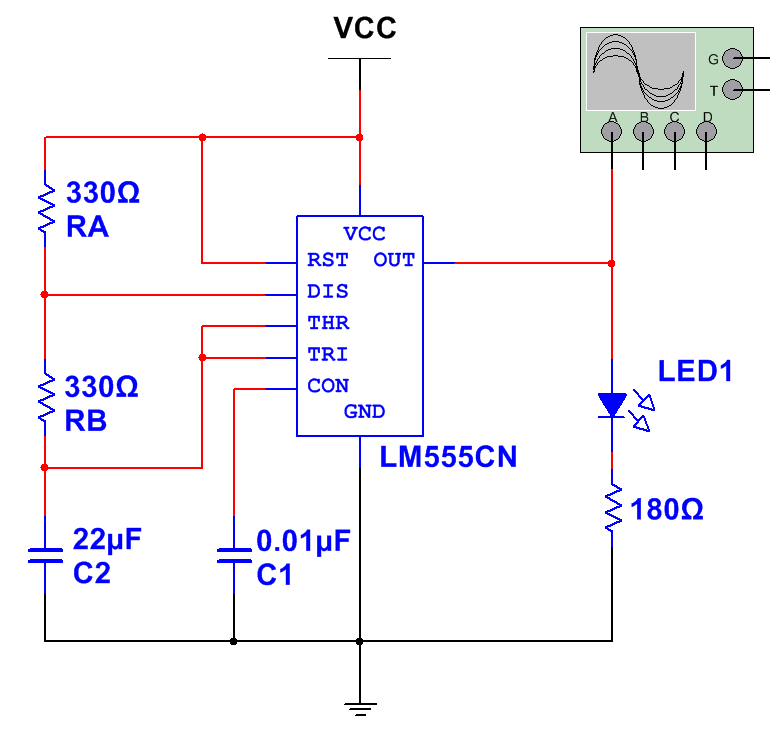 VCC
G
T
A B C D
330Ω
RA
VCC
RST OUT
DIS
THR
TRI
CON
GND
LM555CN
330Ω
RB
LED1
180Ω
22µF
C2
0.01µF
C1